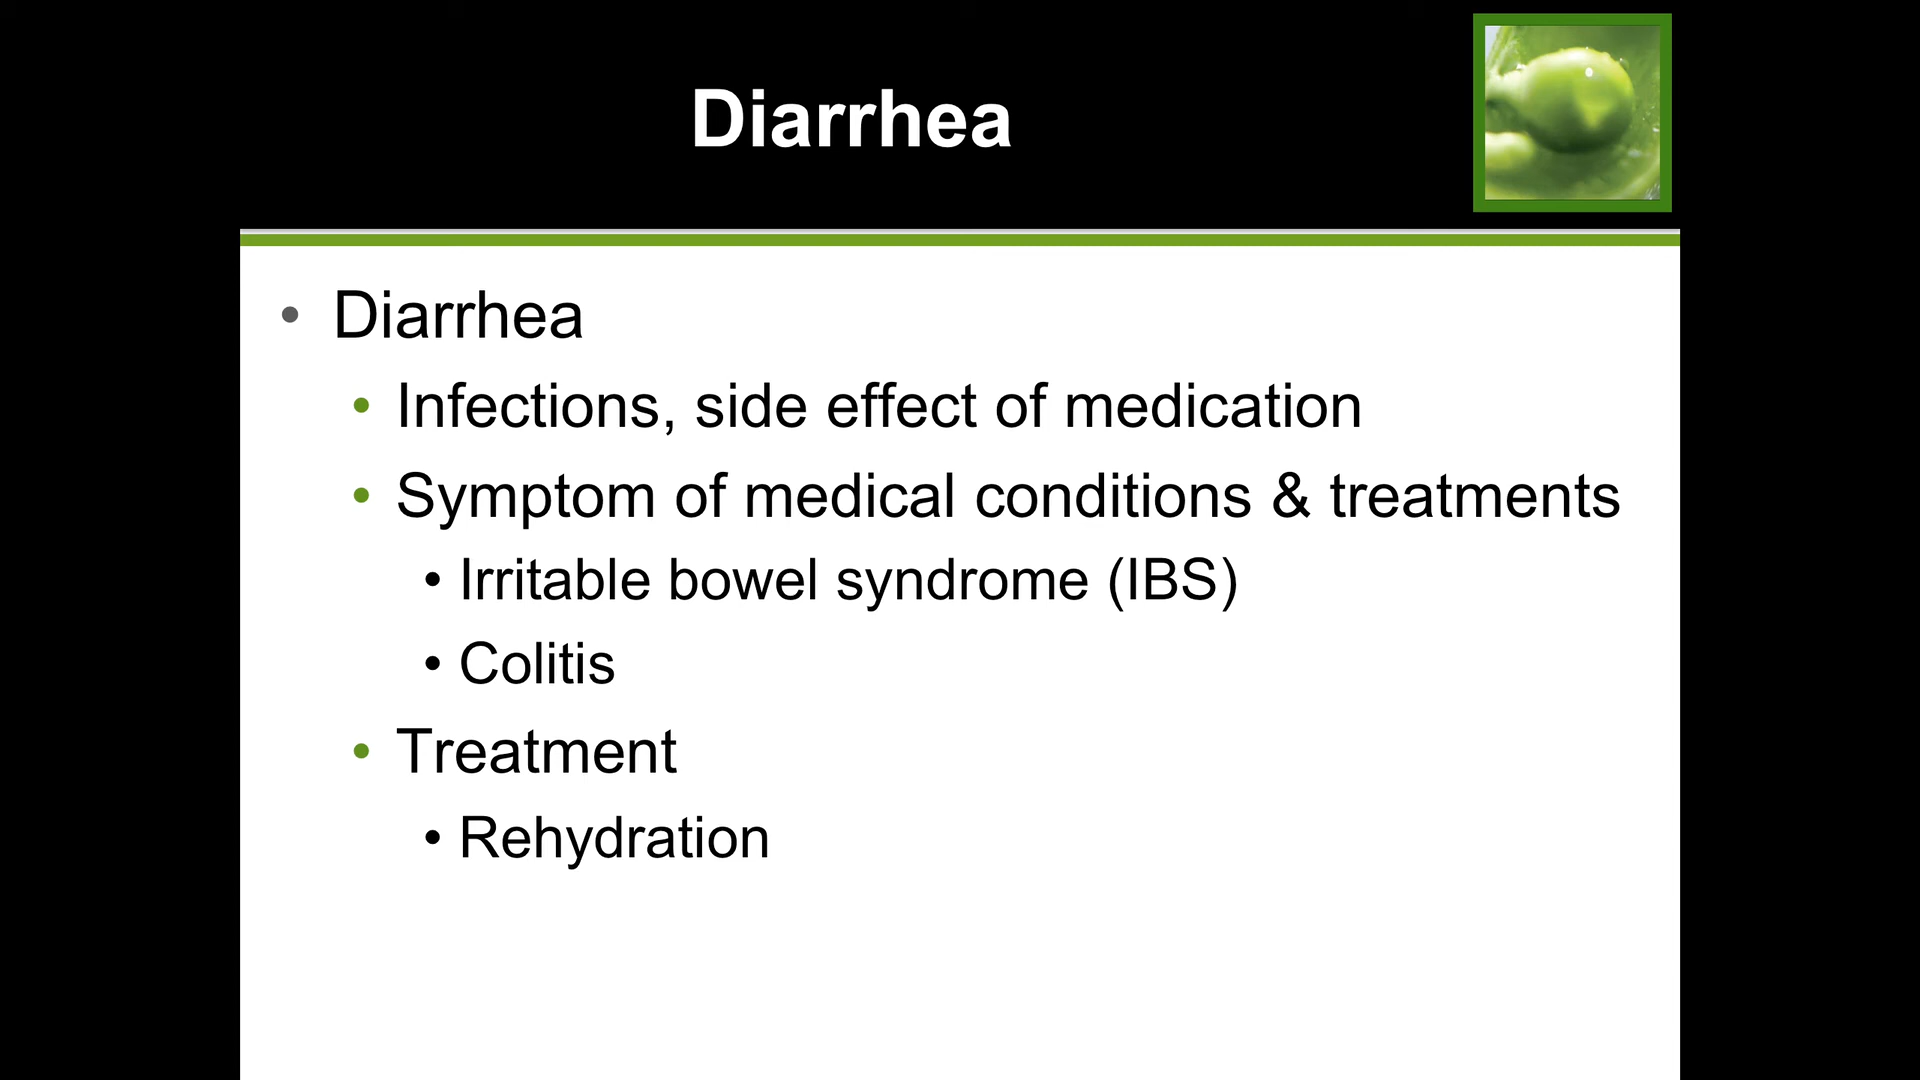 Diarrhea
• Diarrhea
• Infections, side effect of medication
• Symptom of medical conditions & treatments
• Irritable bowel syndrome (IBS)
• Colitis
• Treatment
• Rehydration